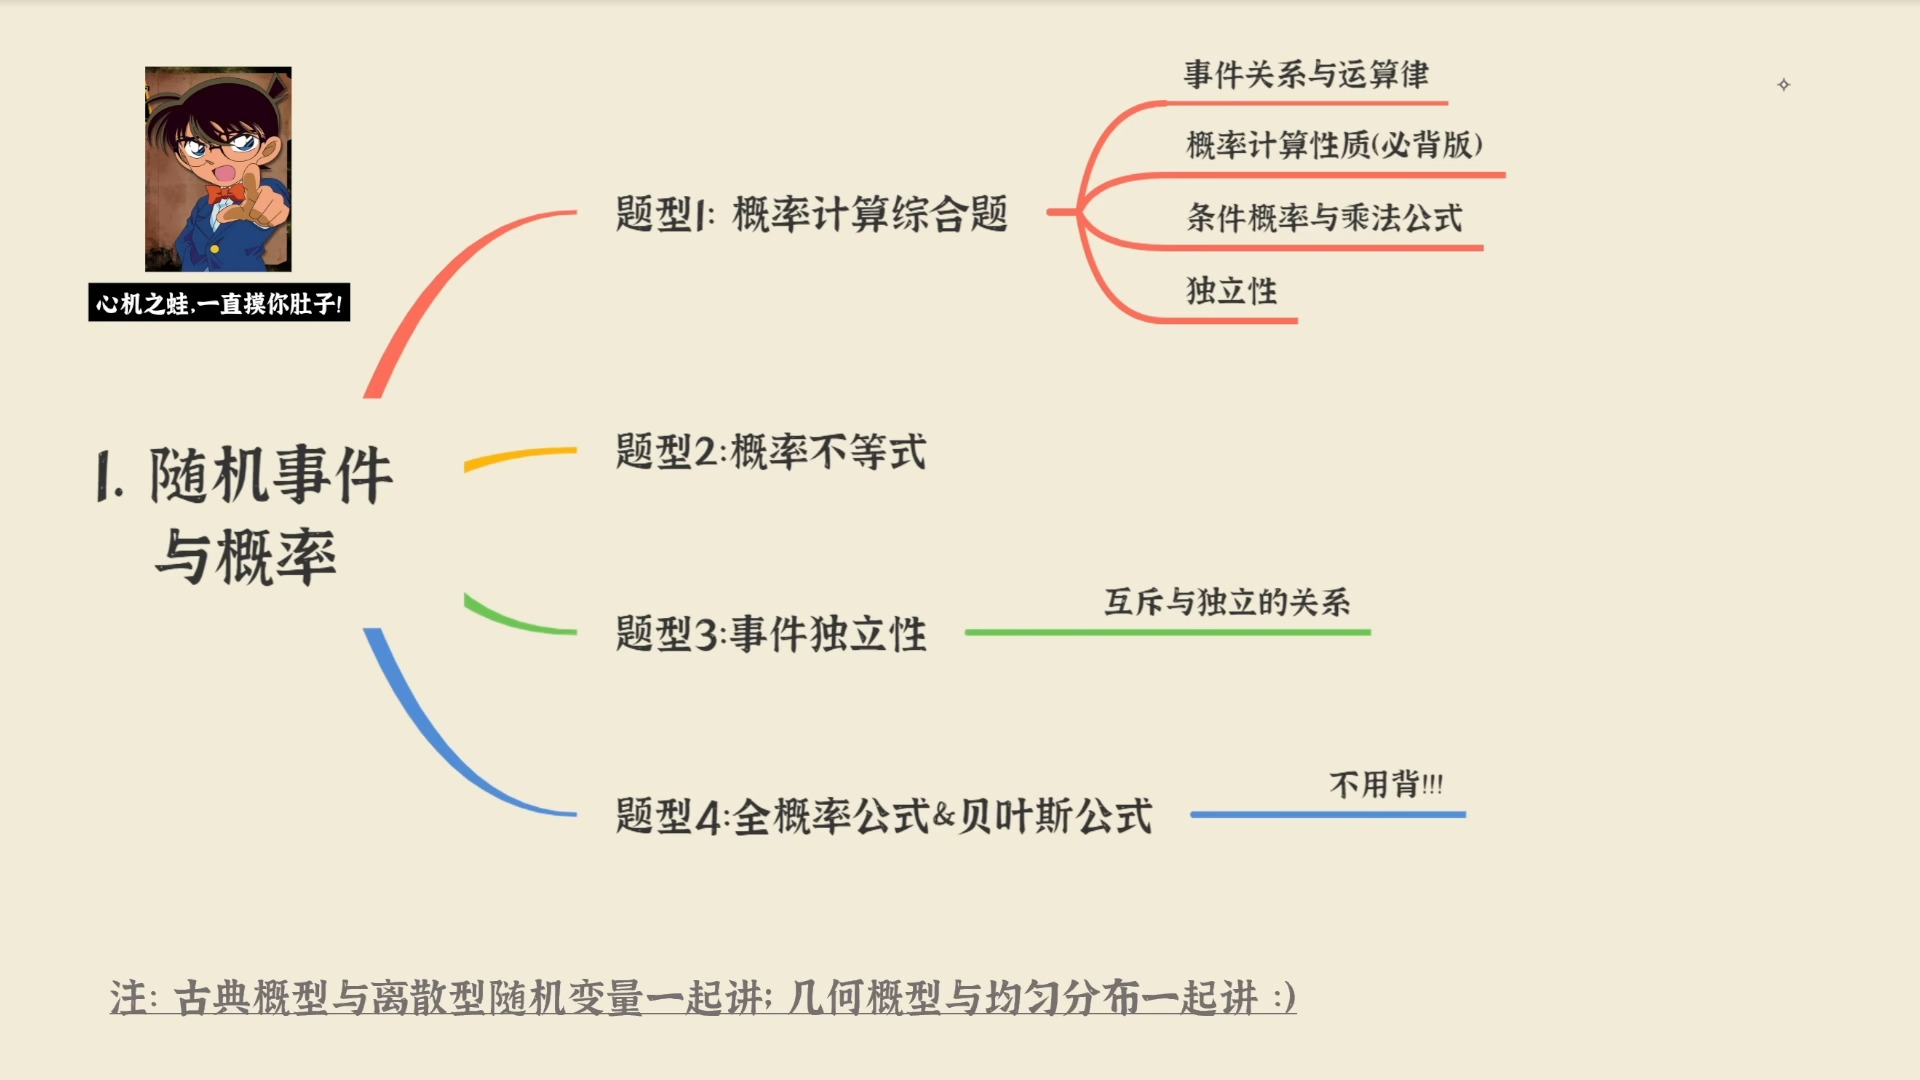 心机之蛙,一直摸你肚子!
1. 随机事件
与概率
题型1: 概率计算综合题
事件关系与运算律
概率计算性质(必背版)
条件概率与乘法公式
独立性
题型2:概率不等式
题型3:事件独立性
互斥与独立的关系
题型4:全概率公式&贝叶斯公式
不用背!!!
注: 古典概型与离散型随机变量一起讲; 几何概型与均匀分布一起讲 :)